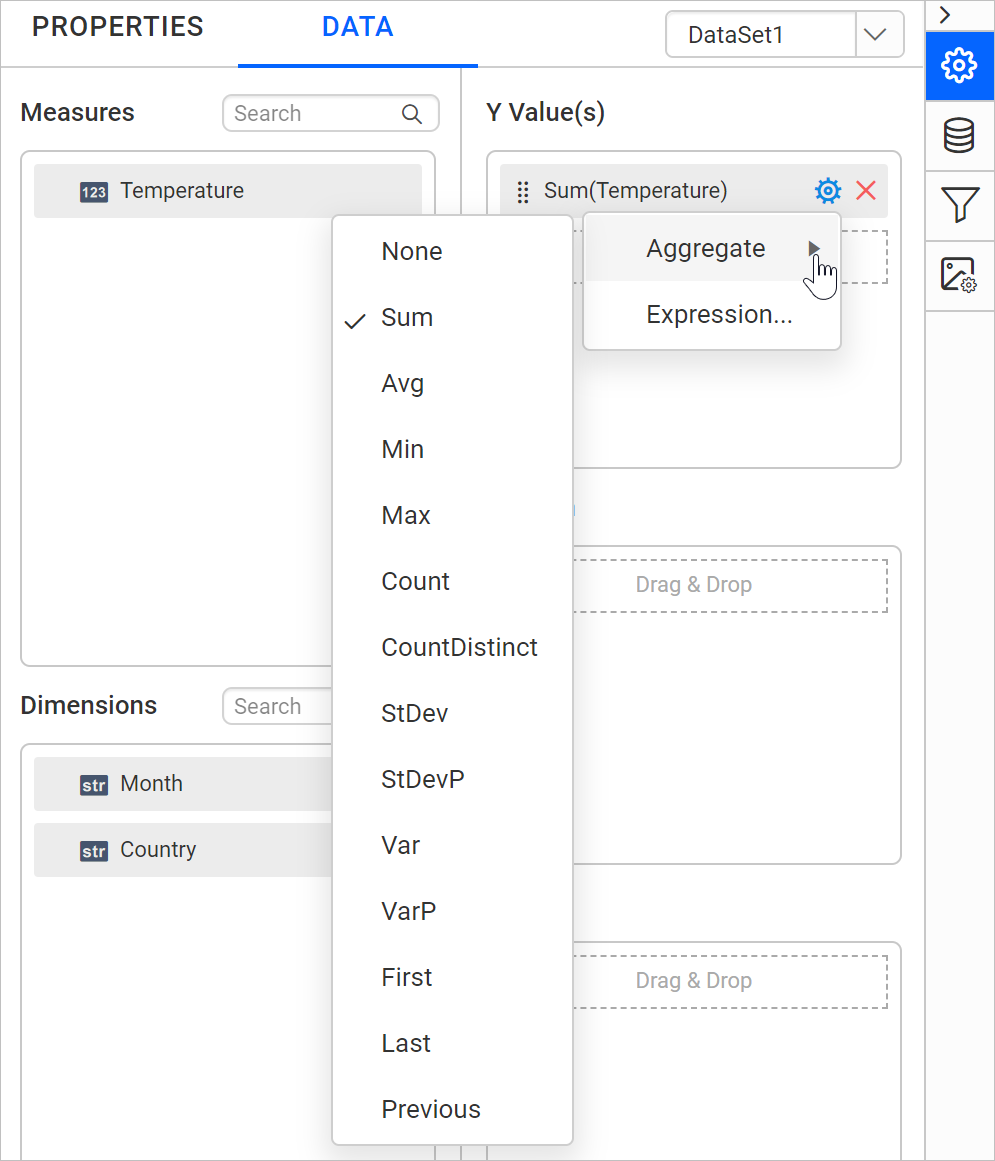 PROPERTIES
DATA
DataSet1
Measures
Search
Y Value(s)
123
Temperature
Sum(Temperature)
Aggregate
Expression...
None
Sum
Avg
Min
Max
Count
CountDistinct
StDev
StDevP
Var
VarP
First
Last
Previous
Drag & Drop
Dimensions
Search
str
Month
str
Country
Drag & Drop